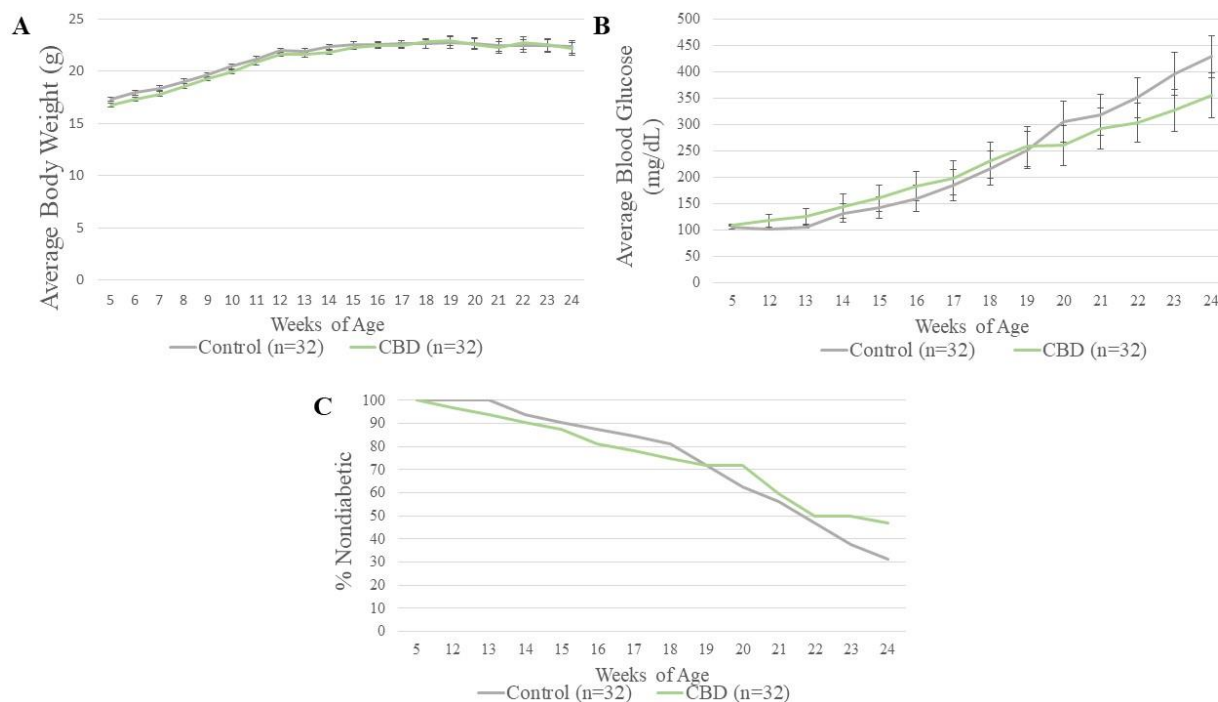 A
Average Body Weight (g)
25
20
15
10
5
0
5 6 7 8 9 10 11 12 13 14 15 16 17 18 19 20 21 22 23 24
Weeks of Age
Control (n=32) CBD (n=32)
B
Average Blood Glucose
(mg/dL)
500
450
400
350
300
250
200
150
100
50
0
5 12 13 14 15 16 17 18 19 20 21 22 23 24
Weeks of Age
Control (n=32) CBD (n=32)
C
% Nondiabetic
100
90
80
70
60
50
40
30
20
10
0
5 12 13 14 15 16 17 18 19 20 21 22 23 24
Weeks of Age
Control (n=32) CBD (n=32)